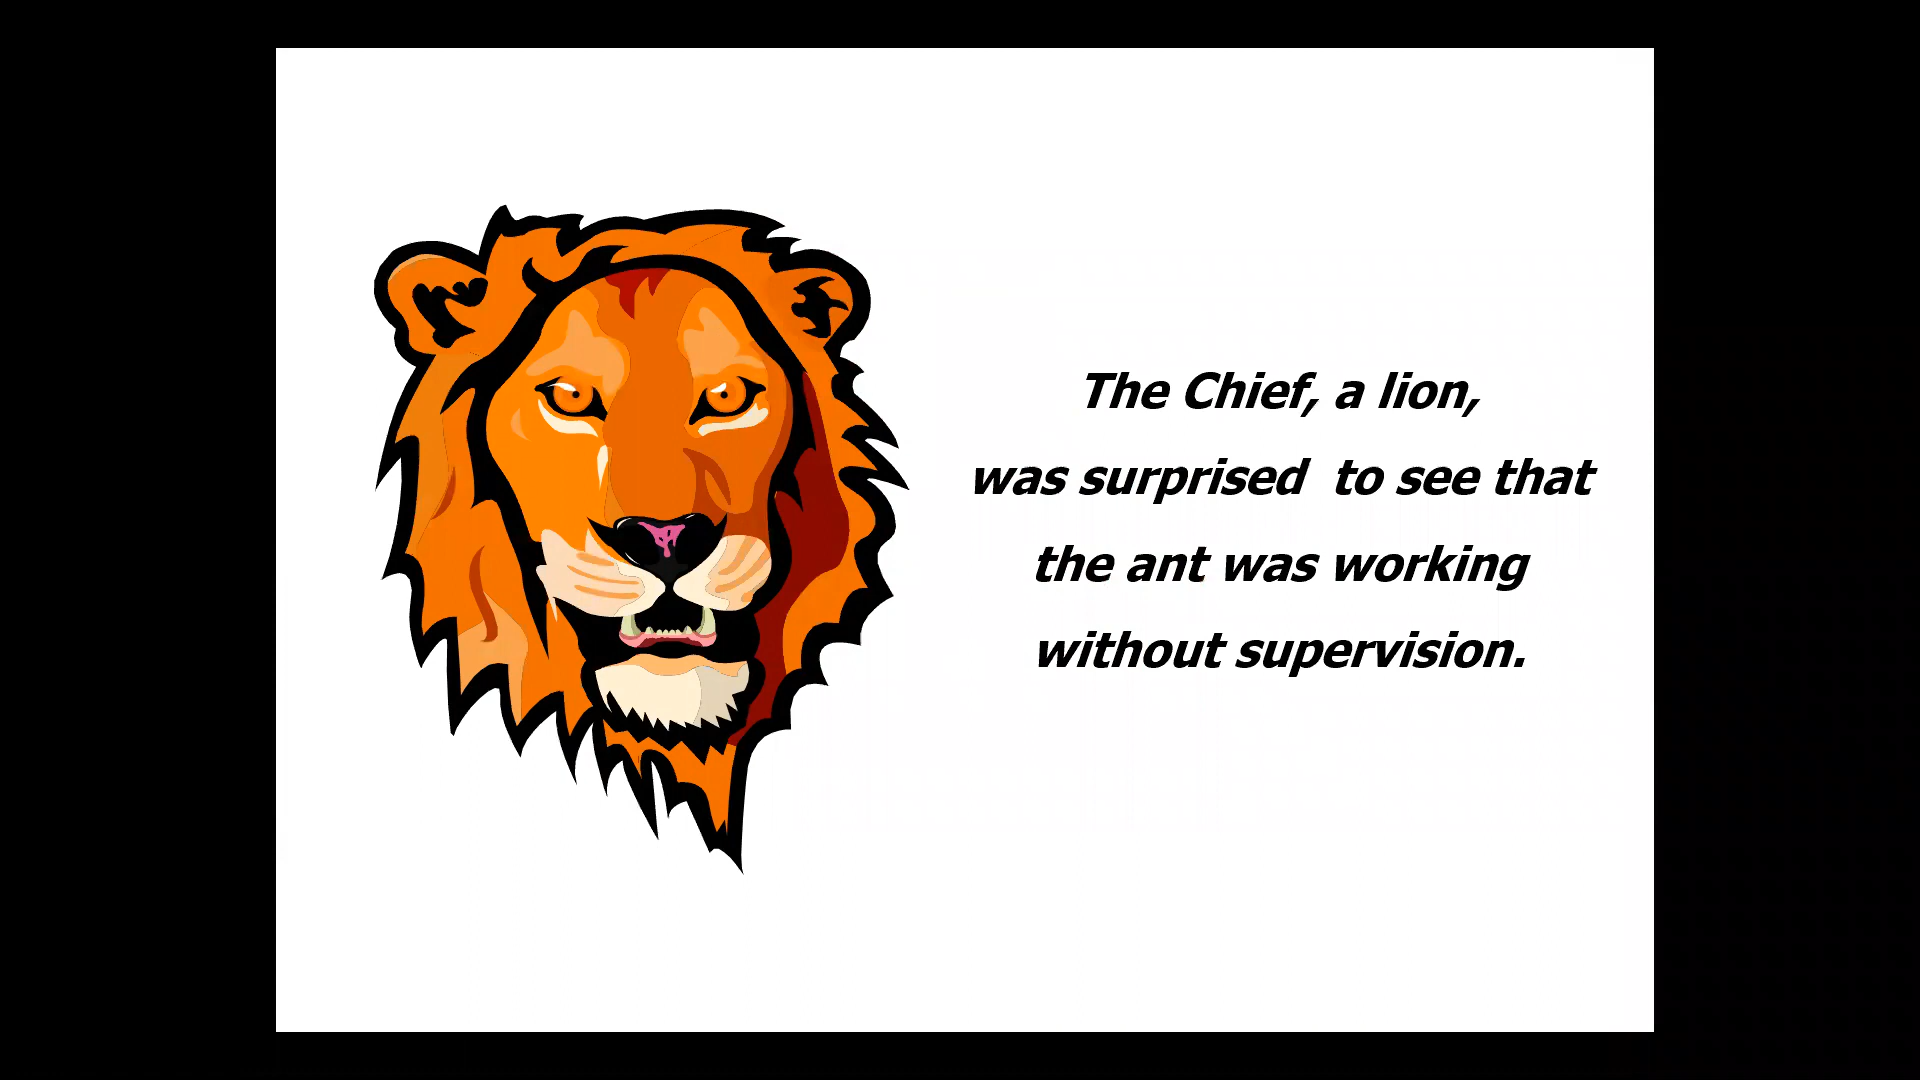 The Chief, a lion,
was surprised  to see that
the ant was working
without supervision.